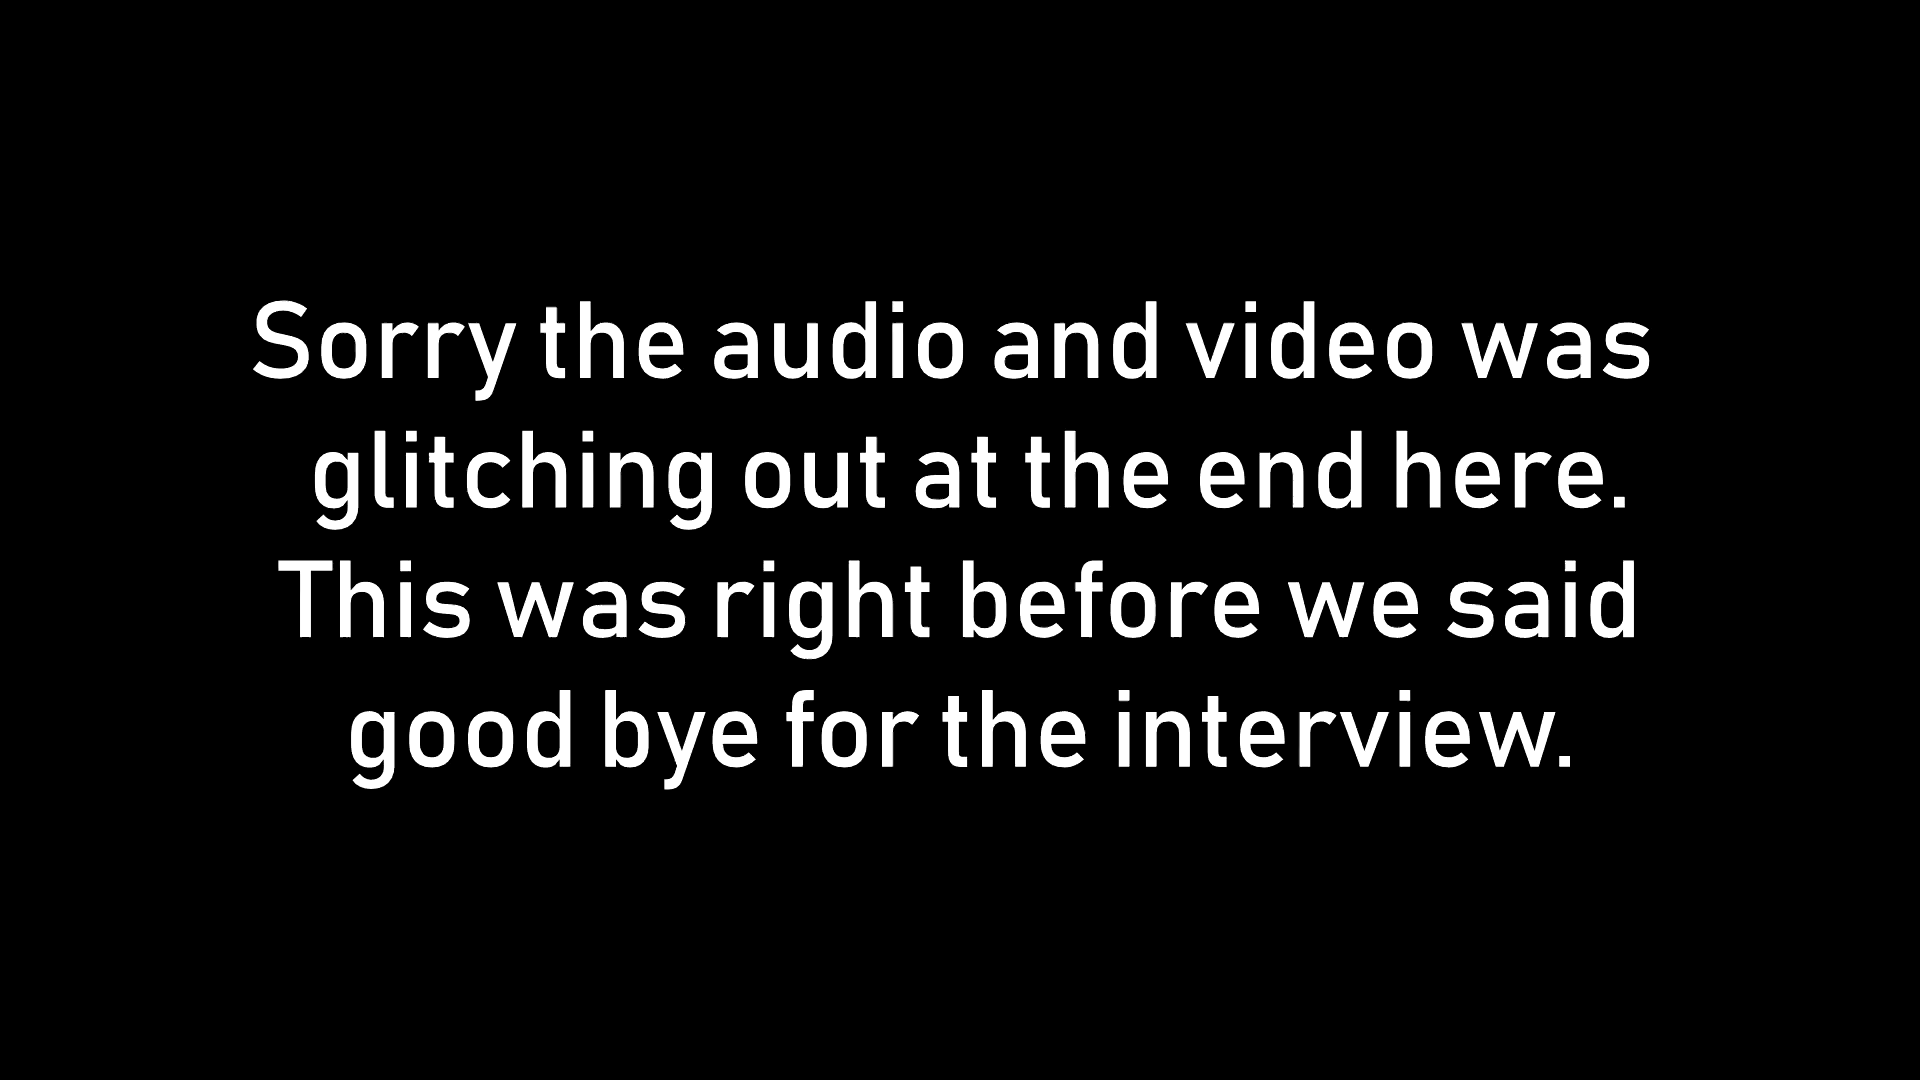 Sorry the audio and video was
glitching out at the end here.
This was right before we said
good bye for the interview.